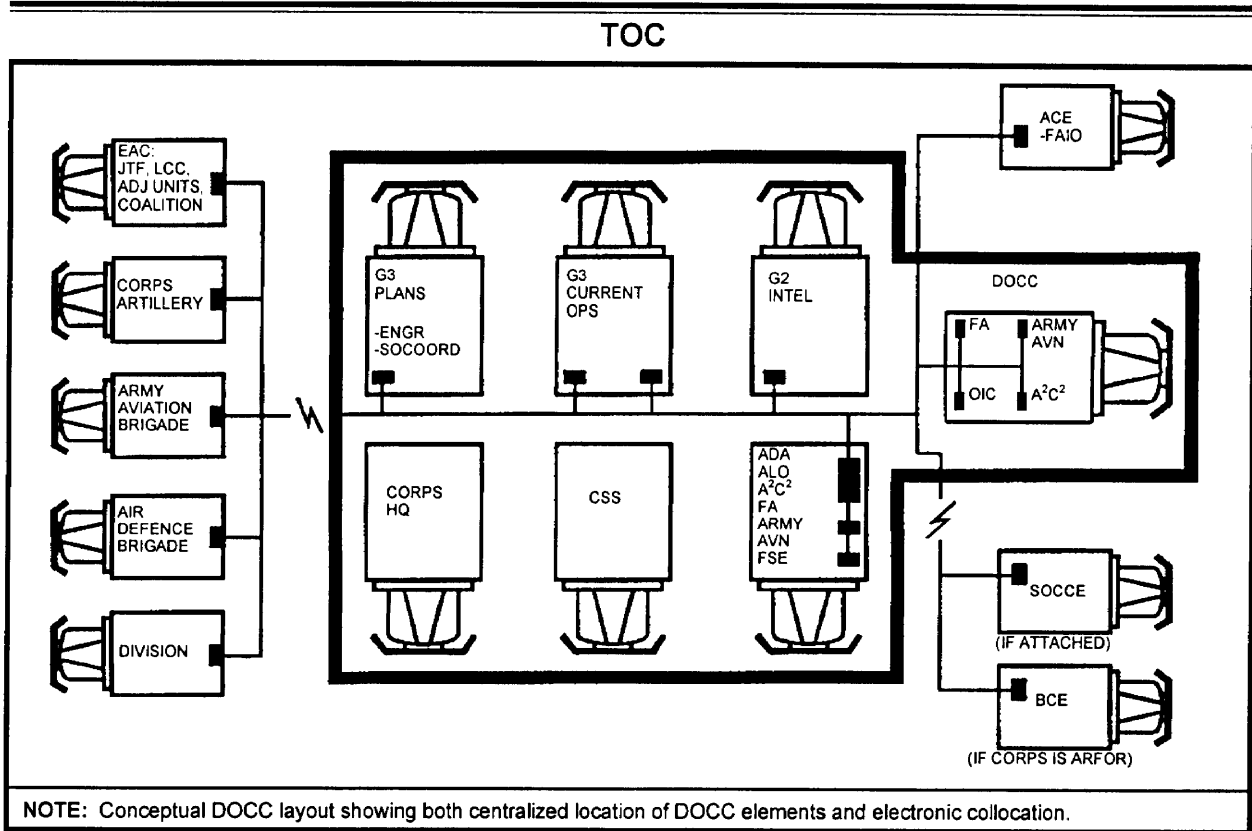 TOC
EAC:
JTF, LCC,
ADJ UNITS,
COALITION
CORPS
ARTILLERY
ARMY
AVIATION
BRIGADE
AIR
DEFENCE
BRIGADE
DIVISION
G3
PLANS
-ENGR
-SOCOORD
G3
CURRENT
OPS
G2
INTEL
CORPS
HQ
CSS
ADA
ALO
A²C²
FA
ARMY
AVN
FSE
ACE
-FAIO
DOCC
FA
ARMY
AVN
OIC
A²C²
SOCCE
(IF ATTACHED)
BCE
(IF CORPS IS ARFOR)
NOTE: Conceptual DOCC layout showing both centralized location of DOCC elements and electronic collocation.